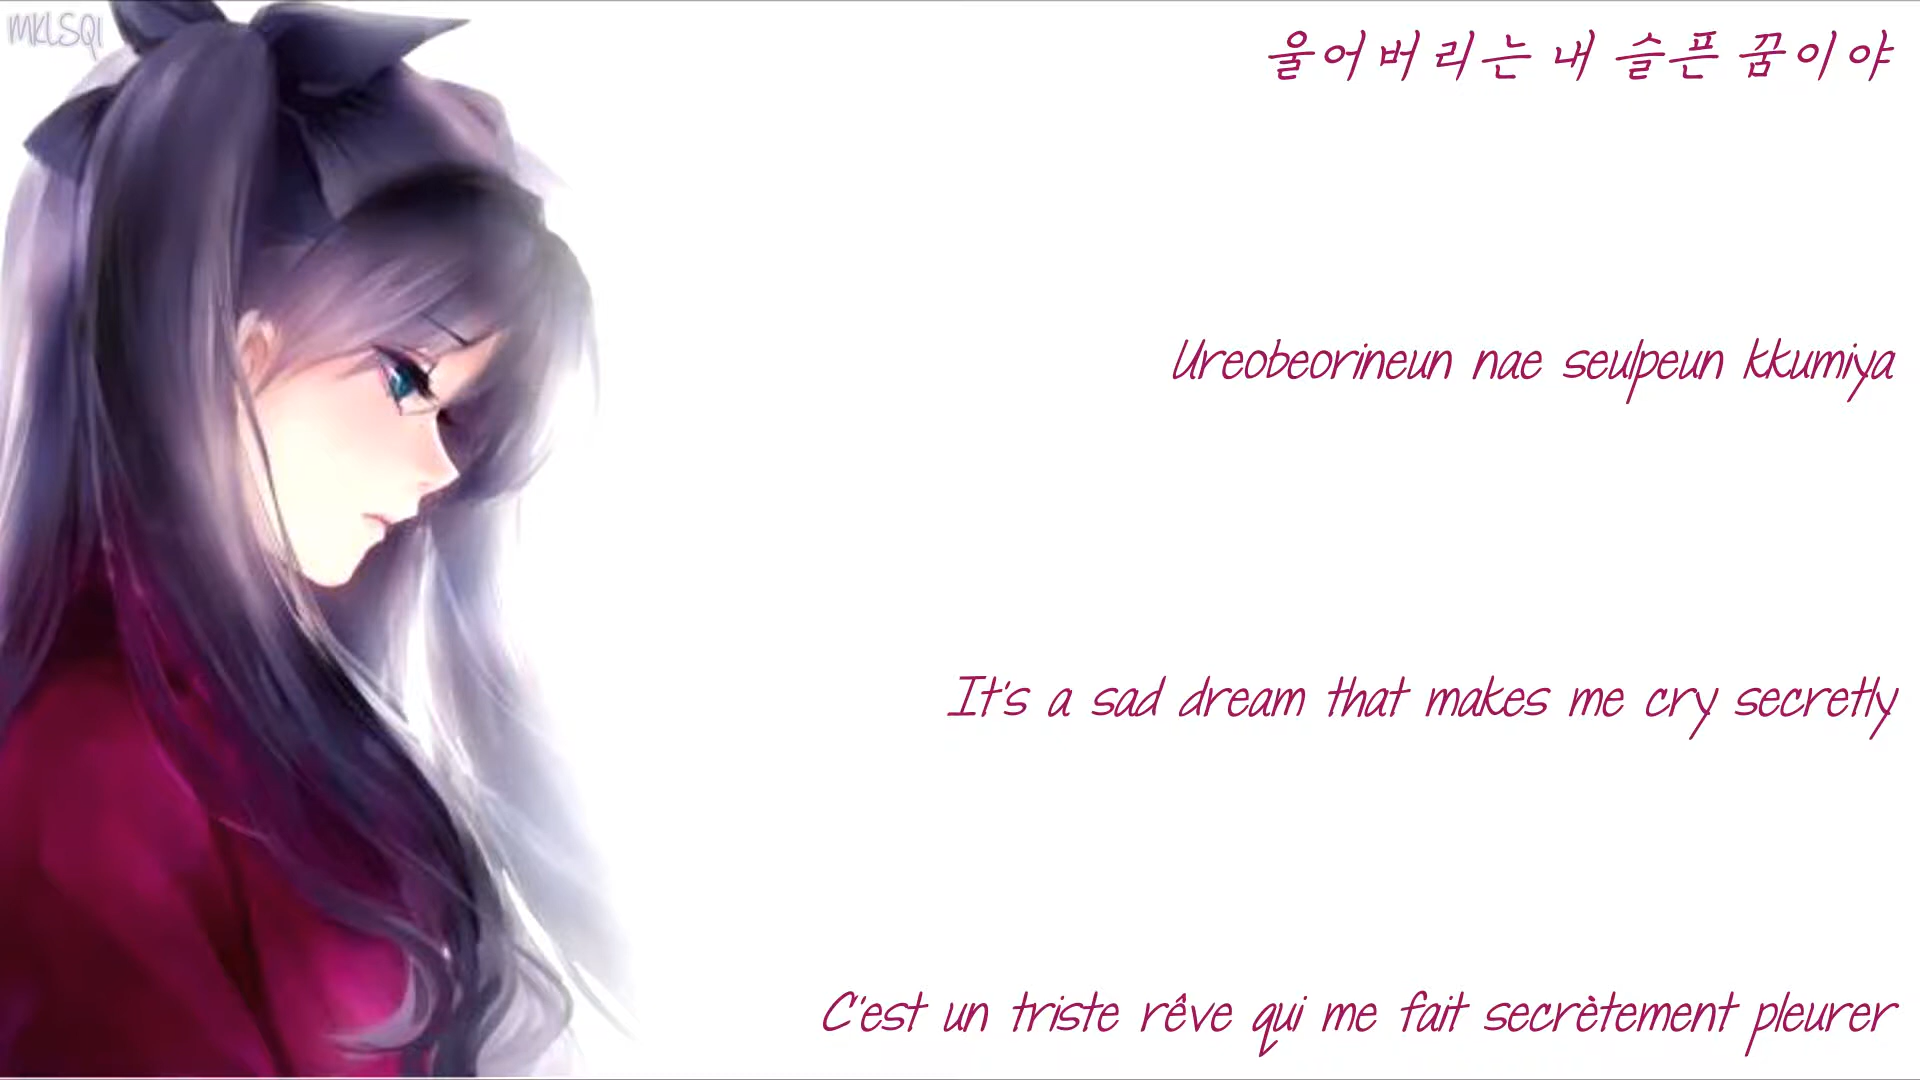 MKLSQI
울어버리는 내 슬픈 꿈이야
Ureobeorineun nae seulpeun kkumiya
It's a sad dream that makes me cry secretly
C'est un triste rêve qui me fait secrètement pleurer